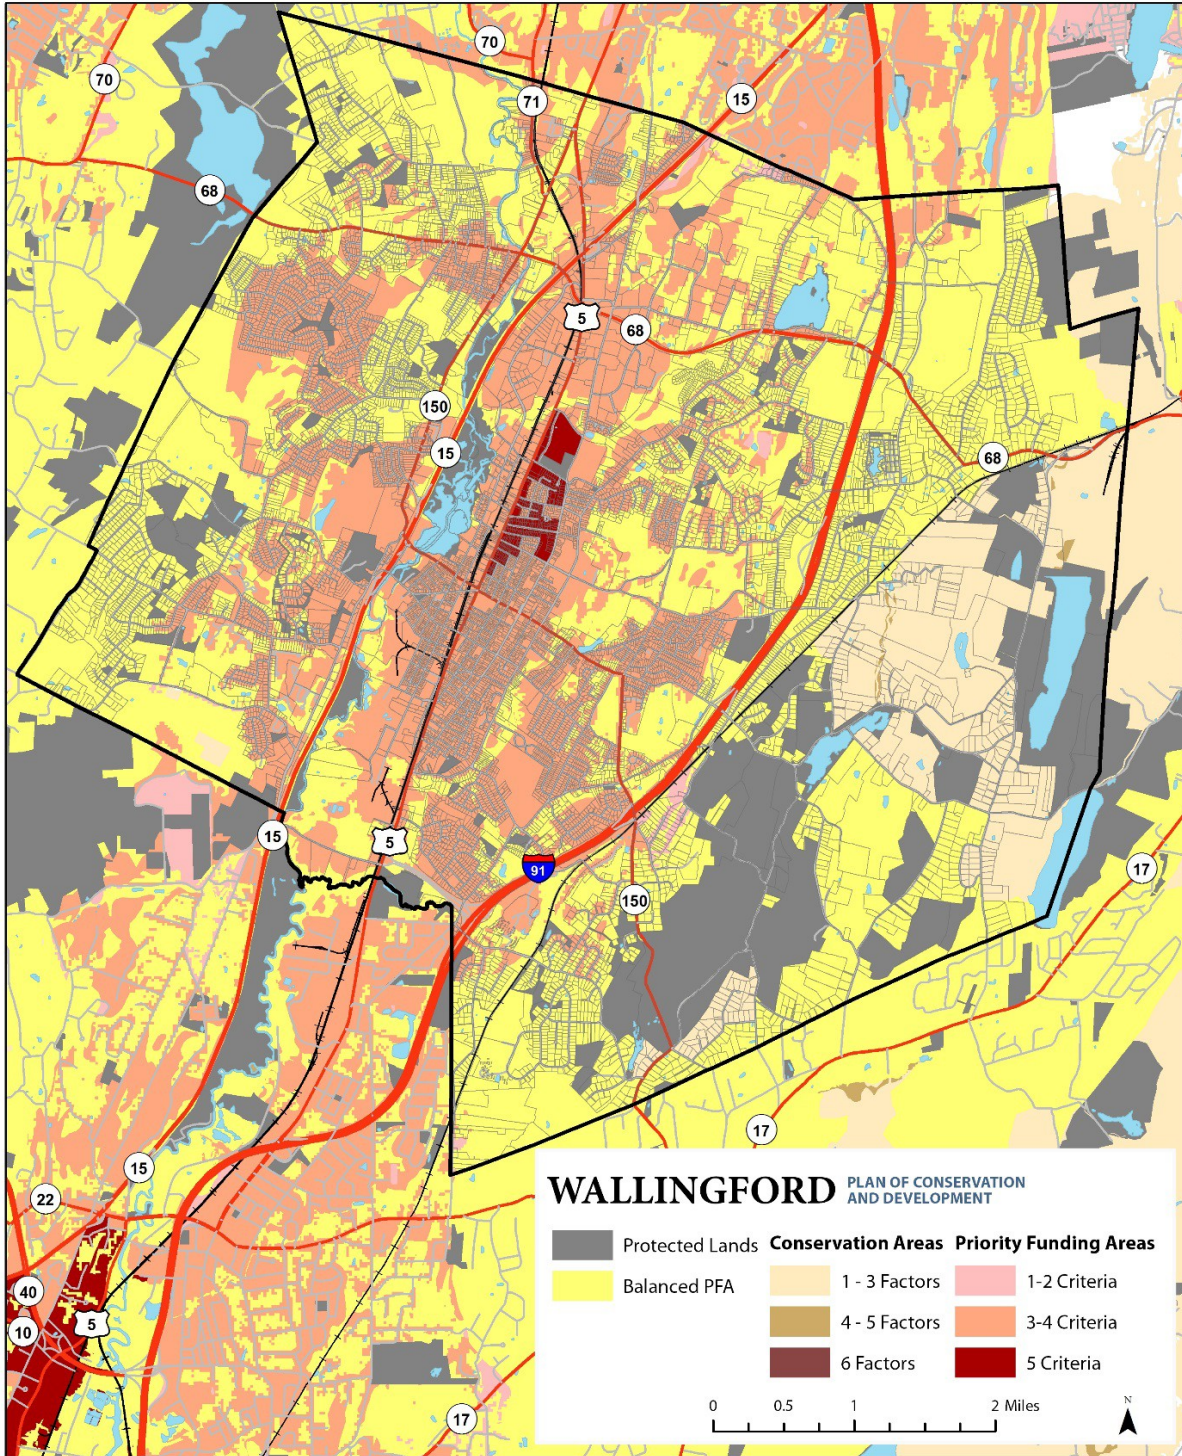 70
70
71
15
68
5
68
150
15
68
5
15
91
150
17
17
15
22
40
10
5
17
WALLINGFORD PLAN OF CONSERVATION
AND DEVELOPMENT
Protected Lands
Balanced PFA
Conservation Areas
1 - 3 Factors
4 - 5 Factors
6 Factors
Priority Funding Areas
1-2 Criteria
3-4 Criteria
5 Criteria
0 0.5 1 2 Miles
N